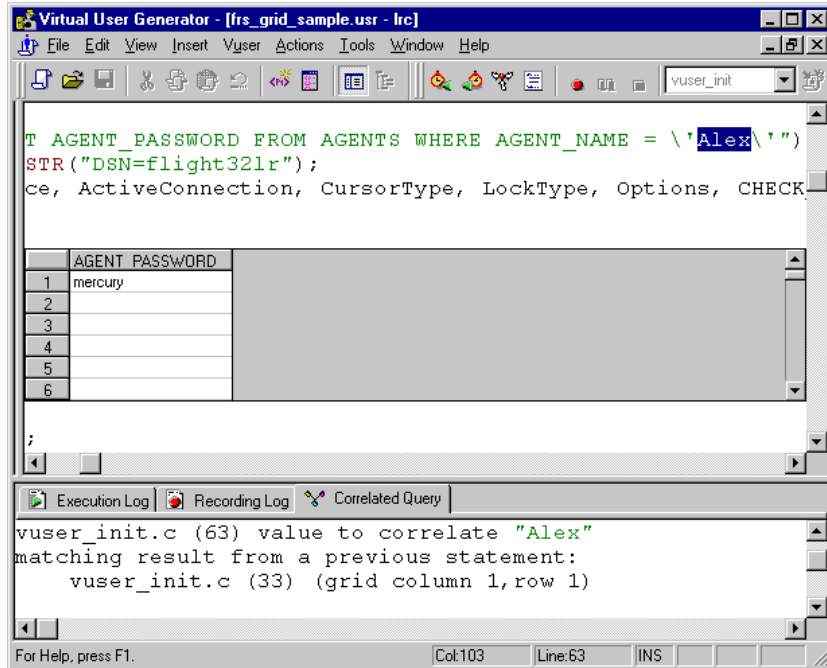 Virtual User Generator - [frs_grid_sample.usr - lrc]
File Edit View Insert Vuser Actions Tools Window Help
vuser_init
T AGENT_PASSWORD FROM AGENTS WHERE AGENT_NAME = \'Alex\'")
STR("DSN=flight32lr");
ce, ActiveConnection, CursorType, LockType, Options, CHECK_
AGENT PASSWORD
1 mercury
2
3
4
5
6
;
Execution Log Recording Log Correlated Query
vuser_init.c (63) value to correlate "Alex"
matching result from a previous statement:
vuser_init.c (33) (grid column 1,row 1)
For Help, press F1. Col:103 Line:63 INS